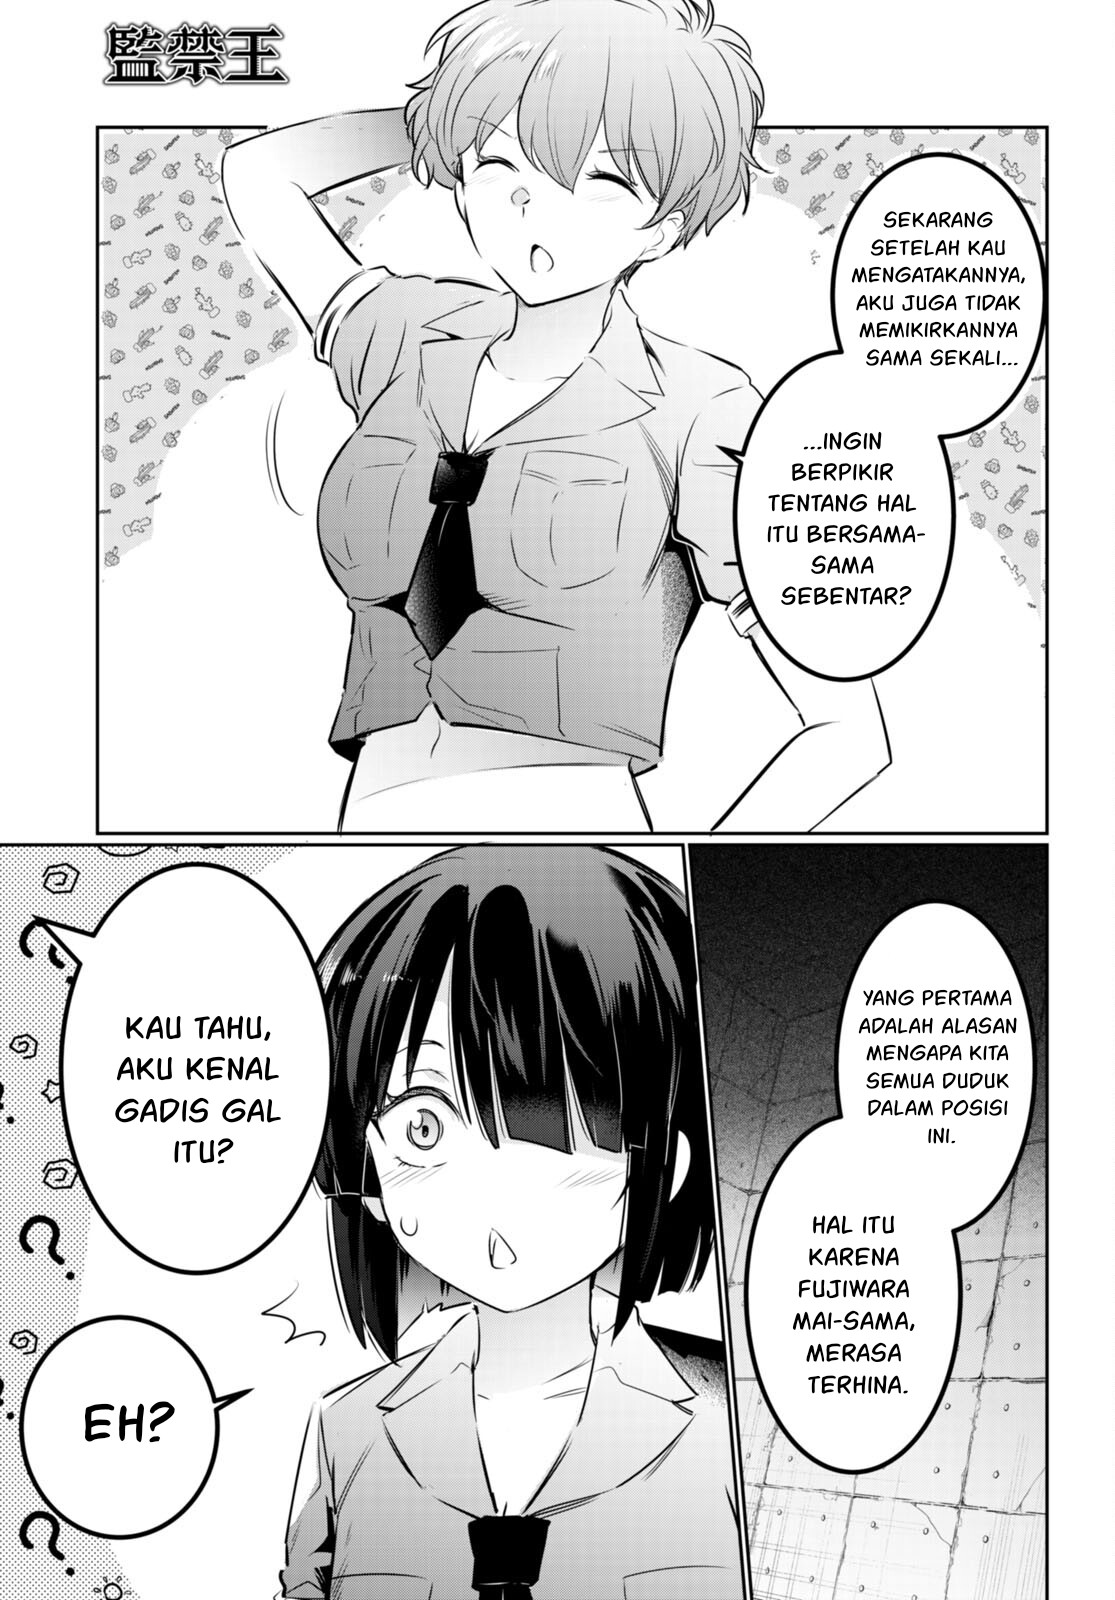 監禁王
SEKARANG
SETELAH KAU
MENGATAKANNYA,
AKU JUGA TIDAK
MEMIKIRKANNYA
SAMA SEKALI...
...INGIN
BERPIKIR
TENTANG HAL
ITU BERSAMA-
SAMA
SEBENTAR?
YANG PERTAMA
ADALAH ALASAN
MENGAPA KITA
SEMUA DUDUK
DALAM POSISI
INI.
HAL ITU
KARENA
FUJIWARA
MAI-SAMA,
MERASA
TERHINA.
KAU TAHU,
AKU KENAL
GADIS GAL
ITU?
EH?